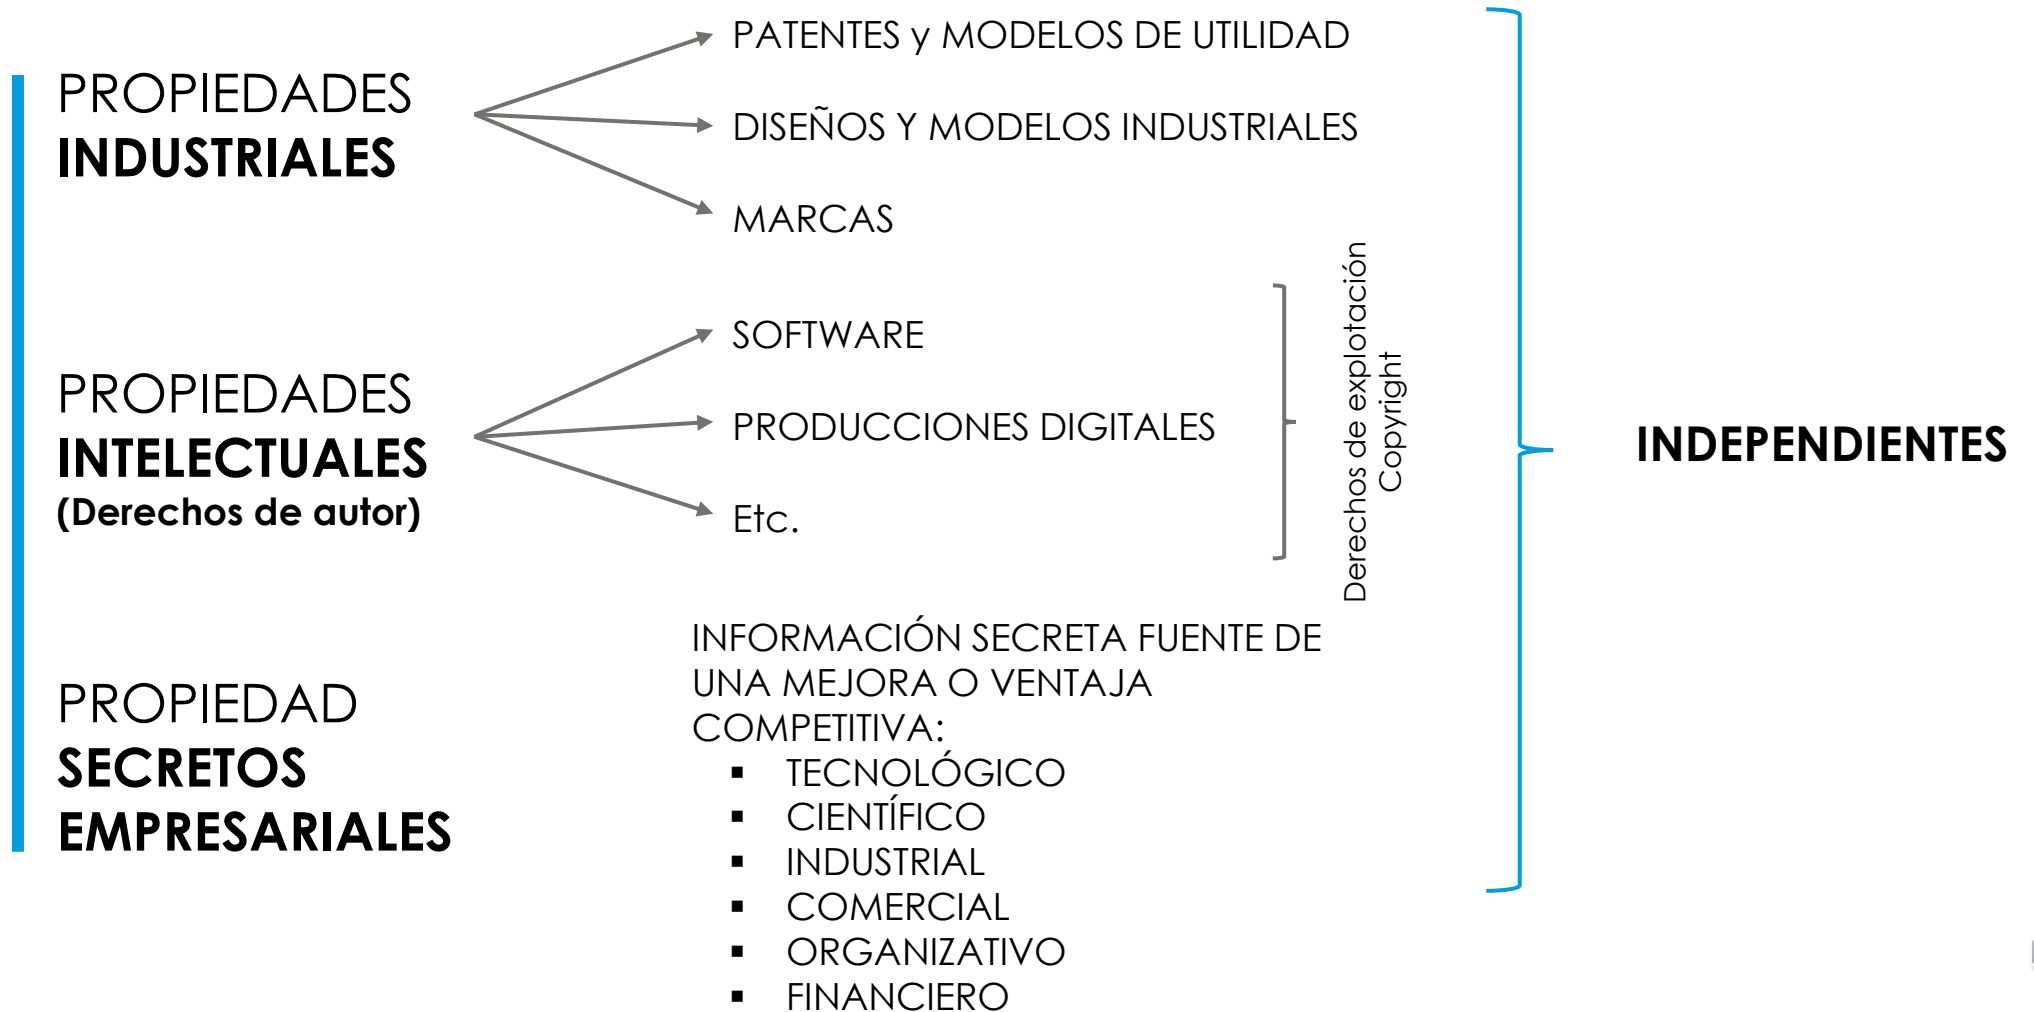 PROPIEDADES
INDUSTRIALES
PATENTES y MODELOS DE UTILIDAD
DISEÑOS Y MODELOS INDUSTRIALES
MARCAS
PROPIEDADES
INTELECTUALES
(Derechos de autor)
SOFTWARE
PRODUCCIONES DIGITALES
Etc.
Derechos de explotación
Copyright
PROPIEDAD
SECRETOS
EMPRESARIALES
INFORMACIÓN SECRETA FUENTE DE
UNA MEJORA O VENTAJA
COMPETITIVA:
▪ TECNOLÓGICO
▪ CIENTÍFICO
▪ INDUSTRIAL
▪ COMERCIAL
▪ ORGANIZATIVO
▪ FINANCIERO
INDEPENDIENTES